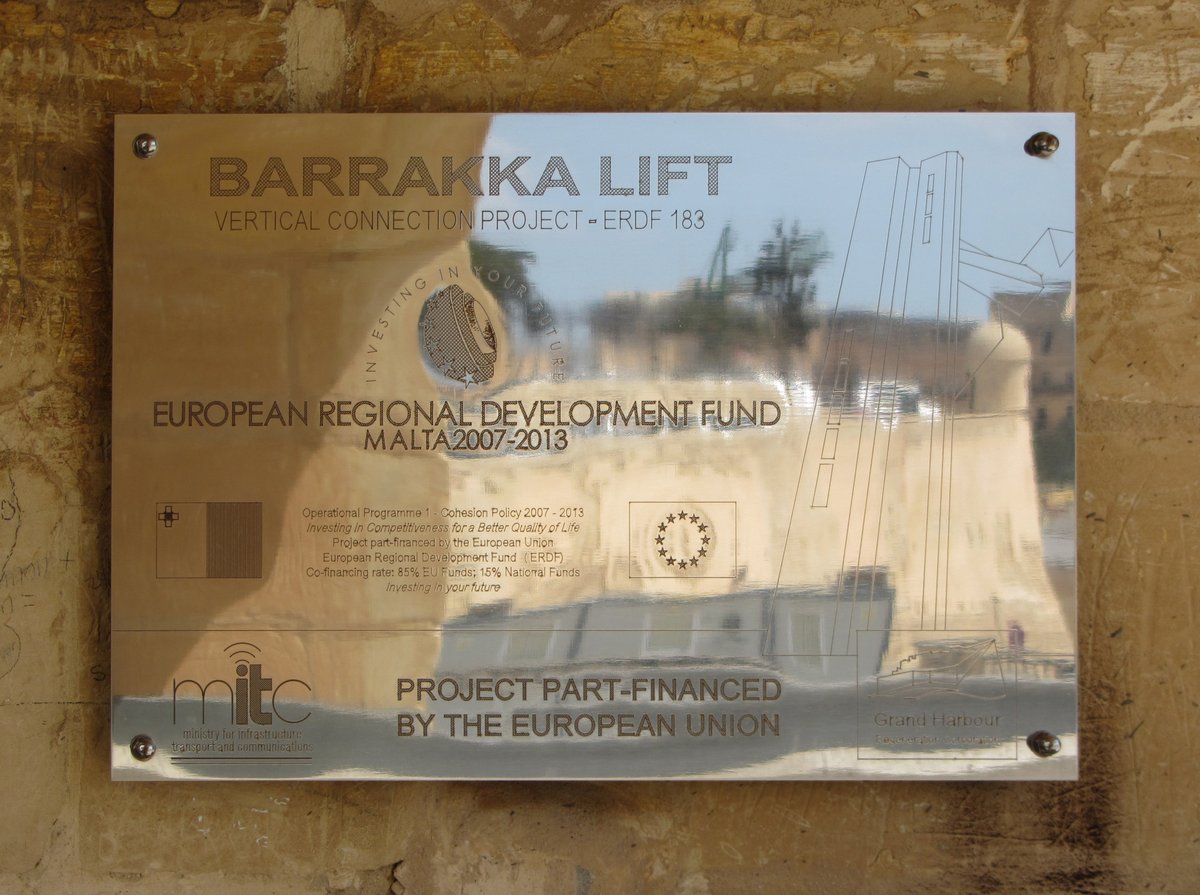 BARRAKKA LIFT
VERTICAL CONNECTION PROJECT - ERDF 183
INVESTING IN YOUR FUTURE
EUROPEAN REGIONAL DEVELOPMENT FUND
MALTA 2007-2013
Operational Programme 1 - Cohesion Policy 2007 - 2013
Investing in Competitiveness for a Better Quality of Life
Project part-financed by the European Union
European Regional Development Fund (ERDF)
Co-financing rate: 85% EU Funds; 15% National Funds
Investing in your future
mitc
ministry for infrastructure
transport and communications
PROJECT PART-FINANCED
BY THE EUROPEAN UNION
Grand Harbour
Regeneration Corporation